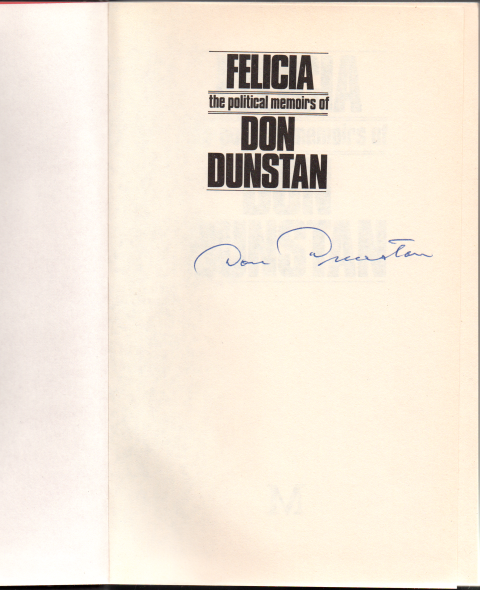 FELICIA
the political memoirs of
DON
DUNSTAN
Don Dunstan